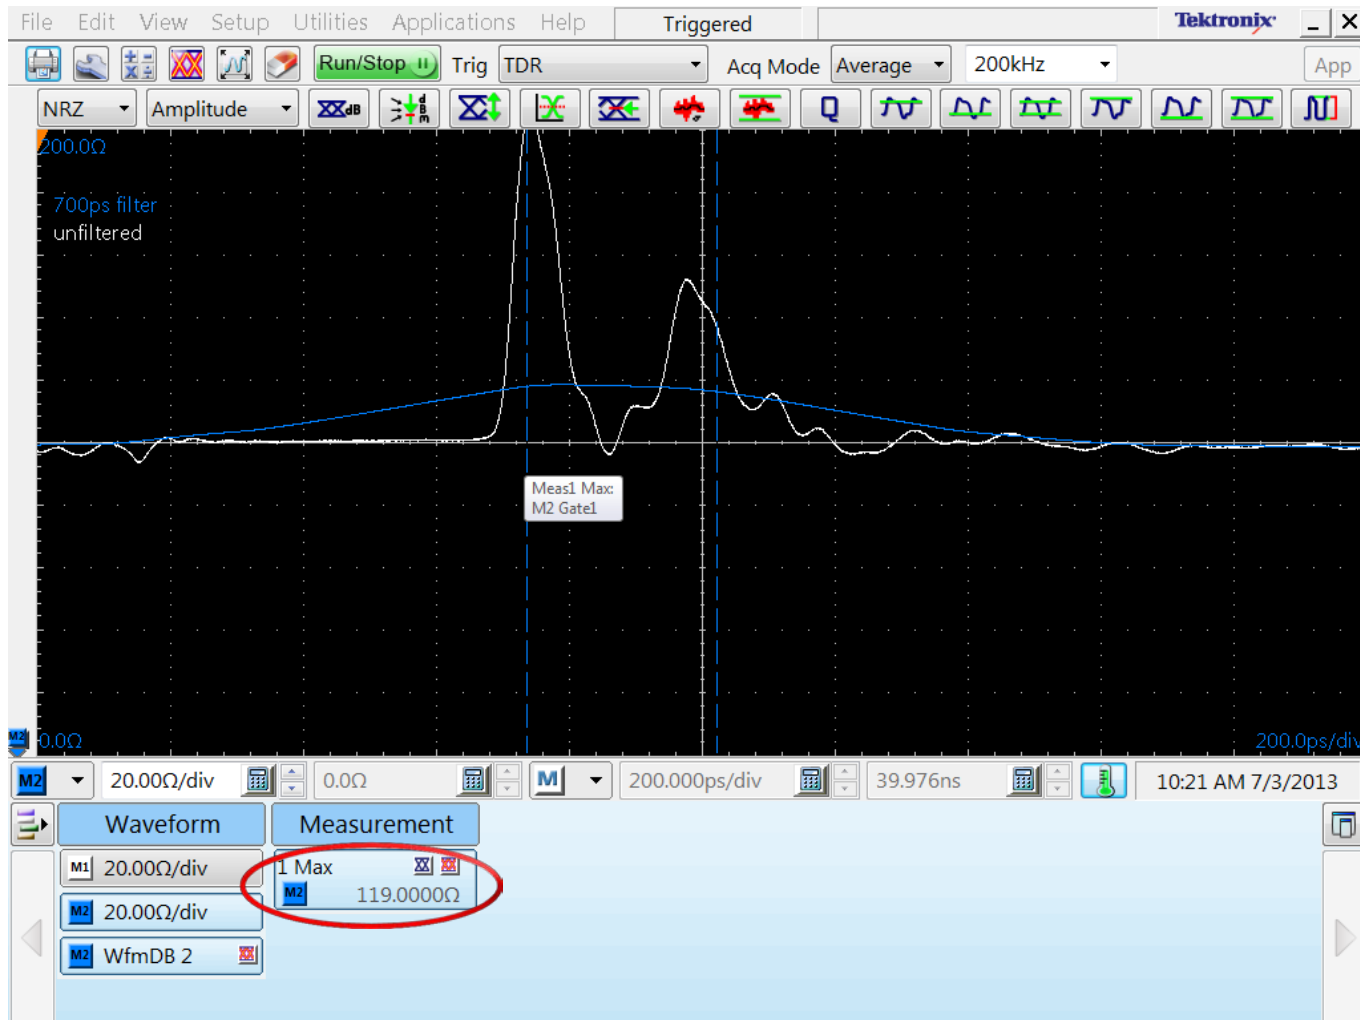 File Edit View Setup Utilities Applications Help Triggered Tektronix
Run/Stop Trig TDR Acq Mode Average 200kHz App
NRZ Amplitude dB dBm Q
200.0Ω
700ps filter
unfiltered
Meas1 Max:
M2 Gate1
M2 0.0Ω 200.0ps/div
M2 20.00Ω/div 0.0Ω M 200.000ps/div 39.976ns 10:21 AM 7/3/2013
Waveform Measurement
M1 20.00Ω/div 1 Max
M2 20.00Ω/div M2 119.0000Ω
M2 WfmDB 2